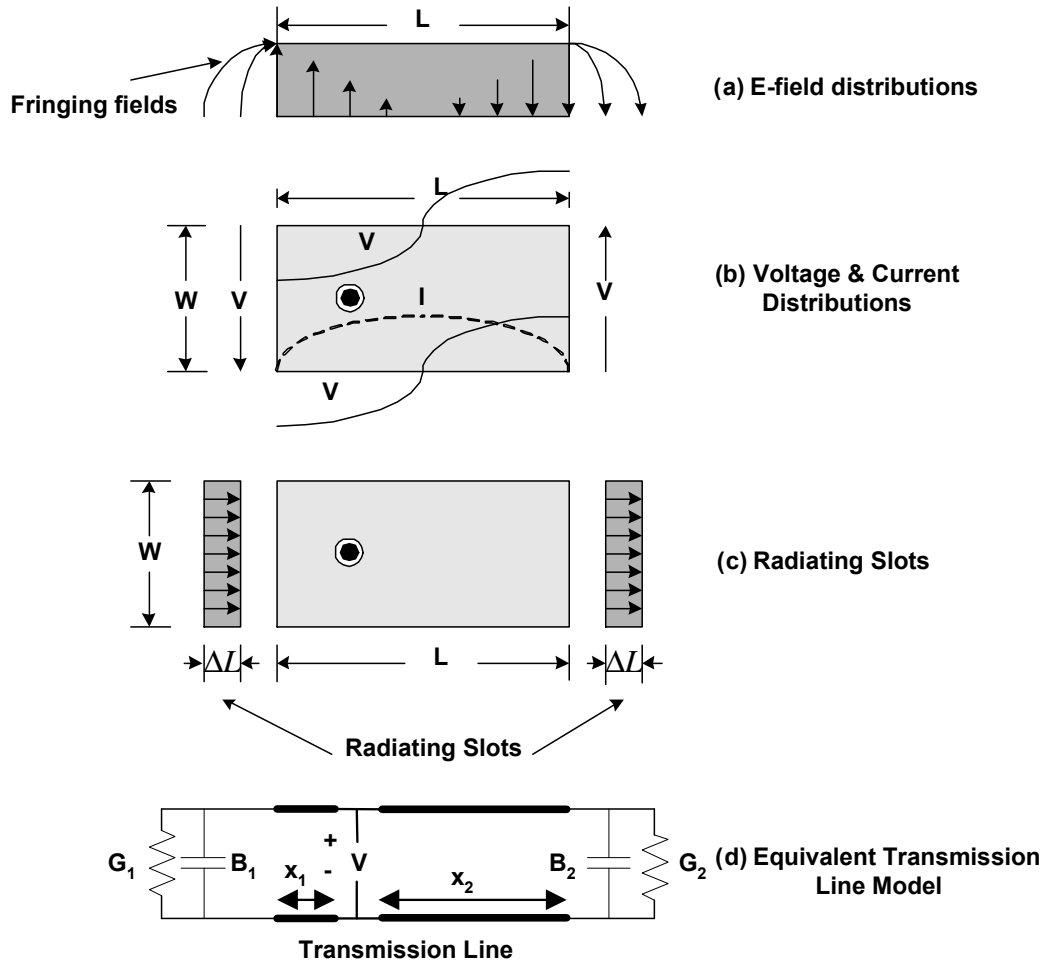 L
Fringing fields
(a) E-field distributions
L
V
W
V
I
V
V
(b) Voltage & Current
Distributions
W
(c) Radiating Slots
ΔL
L
ΔL
Radiating Slots
G1
B1
+
-
V
x1
x2
B2
G2
(d) Equivalent Transmission
Line Model
Transmission Line